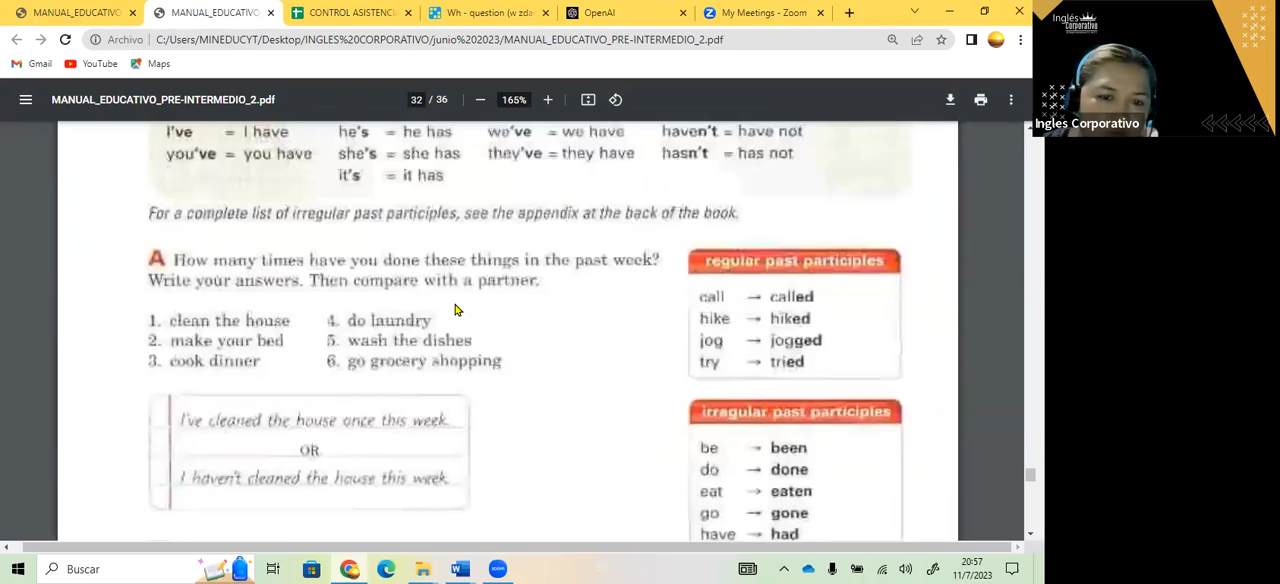 MANUAL_EDUCATIVO
MANUAL_EDUCATIVO
CONTROL ASISTENCI
Wh - question (w zda
OpenAI
My Meetings - Zoom
Archivo
C:/Users/MINEDUCYT/Desktop/INGLES%20CORPORATIVO/junio%202023/MANUAL_EDUCATIVO_PRE-INTERMEDIO_2.pdf
Gmail
YouTube
Maps
MANUAL_EDUCATIVO_PRE-INTERMEDIO_2.pdf
32 / 36
165%
I've = I have he's = he has we've = we have haven't = have not
you've = you have she's = she has they've = they have hasn't = has not
it's = it has
For a complete list of irregular past participles, see the appendix at the back of the book.
A How many times have you done these things in the past week?
Write your answers. Then compare with a partner.
1. clean the house 4. do laundry
2. make your bed 5. wash the dishes
3. cook dinner 6. go grocery shopping
I've cleaned the house once this week.
OR
I haven't cleaned the house this week.
regular past participles
call → called
hike → hiked
jog → jogged
try → tried
irregular past participles
be → been
do → done
eat → eaten
go → gone
have → had
Inglés
Corporativo
Ingles Corporativo
Buscar
20:57
11/7/2023